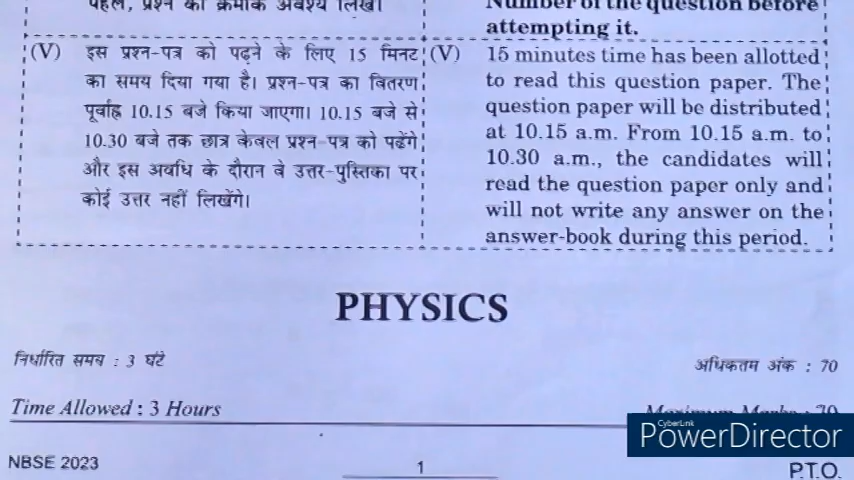 पहले, प्रश्न का क्रमांक अवश्य लिखें।
Number of the question before
attempting it.
(V) इस प्रश्न-पत्र को पढ़ने के लिए 15 मिनट
का समय दिया गया है। प्रश्न-पत्र का वितरण
पूर्वाह्न 10.15 बजे किया जाएगा। 10.15 बजे से
10.30 बजे तक छात्र केवल प्रश्न-पत्र को पढेंगे
और इस अवधि के दौरान वे उत्तर-पुस्तिका पर
कोई उत्तर नहीं लिखेंगे।
(V) 15 minutes time has been allotted
to read this question paper. The
question paper will be distributed
at 10.15 a.m. From 10.15 a.m. to
10.30 a.m., the candidates will
read the question paper only and
will not write any answer on the
answer-book during this period.
PHYSICS
निर्धारित समय : 3 घंटे
अधिकतम अंक : 70
Time Allowed : 3 Hours
Maximum Marks : 70
CyberLink
PowerDirector
NBSE 2023
1
P.T.O.